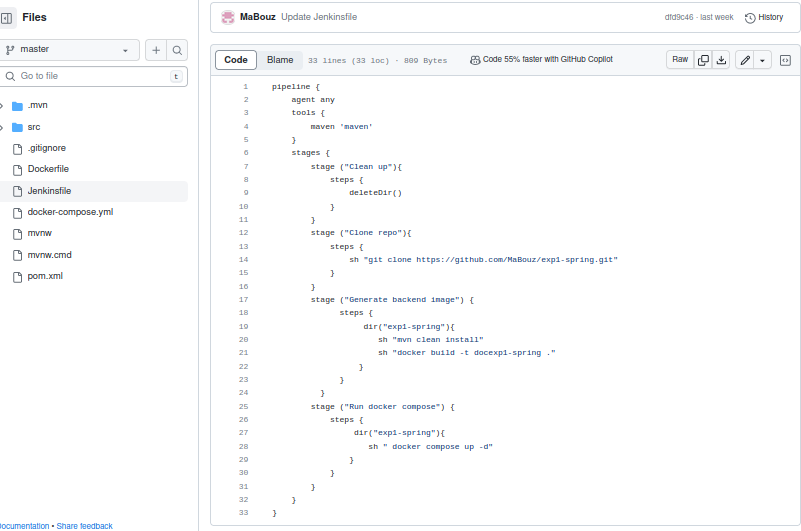 Files
master
Go to file
t
.mvn
src
.gitignore
Dockerfile
Jenkinsfile
docker-compose.yml
mvnw
mvnw.cmd
pom.xml
Documentation • Share feedback
MaBouz Update Jenkinsfile
dfd9c46 · last week
History
Code
Blame
33 lines (33 loc) · 809 Bytes
Code 55% faster with GitHub Copilot
Raw
1 pipeline {
2     agent any
3     tools {
4         maven 'maven'
5     }
6     stages {
7         stage ("Clean up"){
8             steps {
9                 deleteDir()
10             }
11         }
12         stage ("Clone repo"){
13             steps {
14                 sh "git clone https://github.com/MaBouz/exp1-spring.git"
15             }
16         }
17         stage ("Generate backend image") {
18               steps {
19                    dir("exp1-spring"){
20                       sh "mvn clean install"
21                       sh "docker build -t docexp1-spring ."
22                   }
23               }
24           }
25         stage ("Run docker compose") {
26             steps {
27                  dir("exp1-spring"){
28                     sh " docker compose up -d"
29                 }
30             }
31         }
32     }
33 }